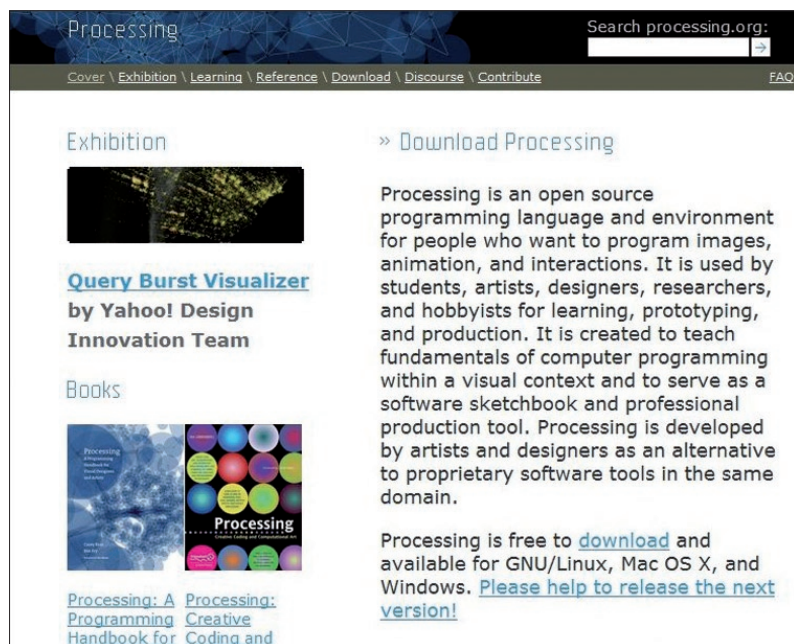 Processing
Search processing.org:
Cover \ Exhibition \ Learning \ Reference \ Download \ Discourse \ Contribute
FAQ
Exhibition
Query Burst Visualizer
by Yahoo! Design
Innovation Team
Books
Processing
Processing
Creative Coding and Computational Art
Processing: A
Programming
Handbook for
Processing:
Creative
Coding and
» Download Processing
Processing is an open source
programming language and environment
for people who want to program images,
animation, and interactions. It is used by
students, artists, designers, researchers,
and hobbyists for learning, prototyping,
and production. It is created to teach
fundamentals of computer programming
within a visual context and to serve as a
software sketchbook and professional
production tool. Processing is developed
by artists and designers as an alternative
to proprietary software tools in the same
domain.
Processing is free to download and
available for GNU/Linux, Mac OS X, and
Windows. Please help to release the next
version!